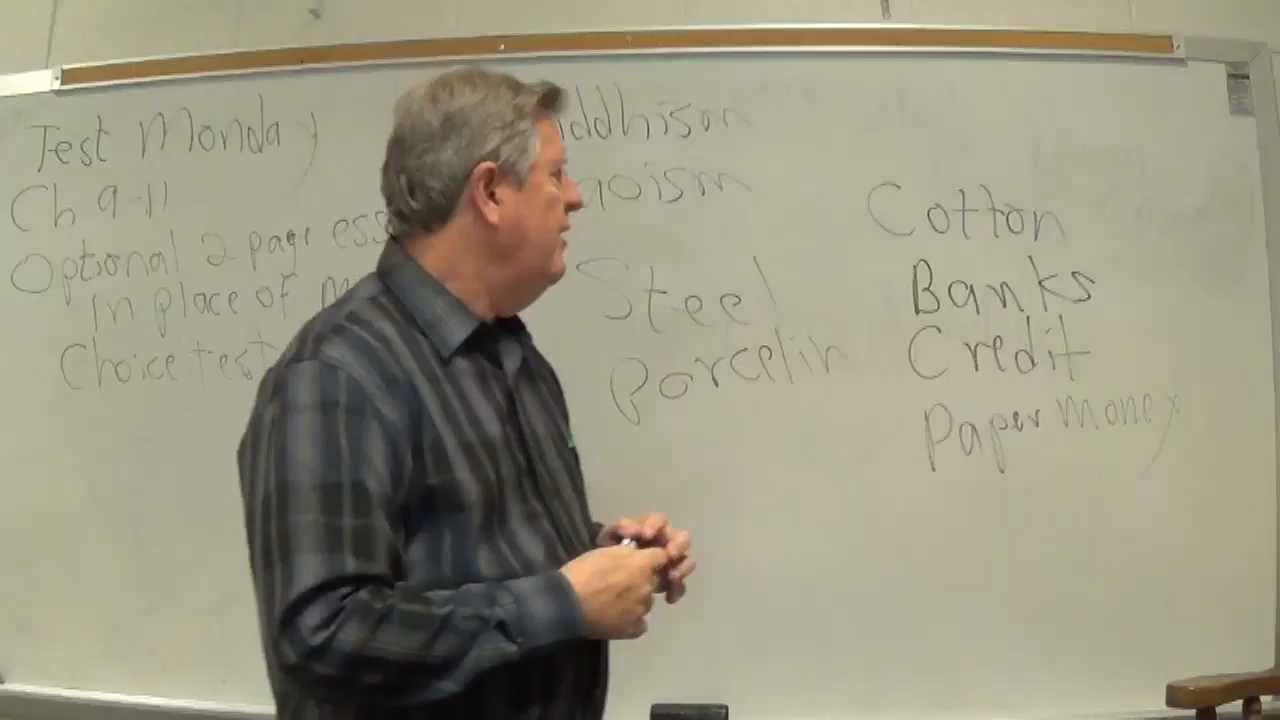 Test Monday
Ch 9-11
Optional 2 page ess
In place of m
Choice test
iddhism
aoism
Steel
Porcelin
Cotton
Banks
Credit
Paper Money